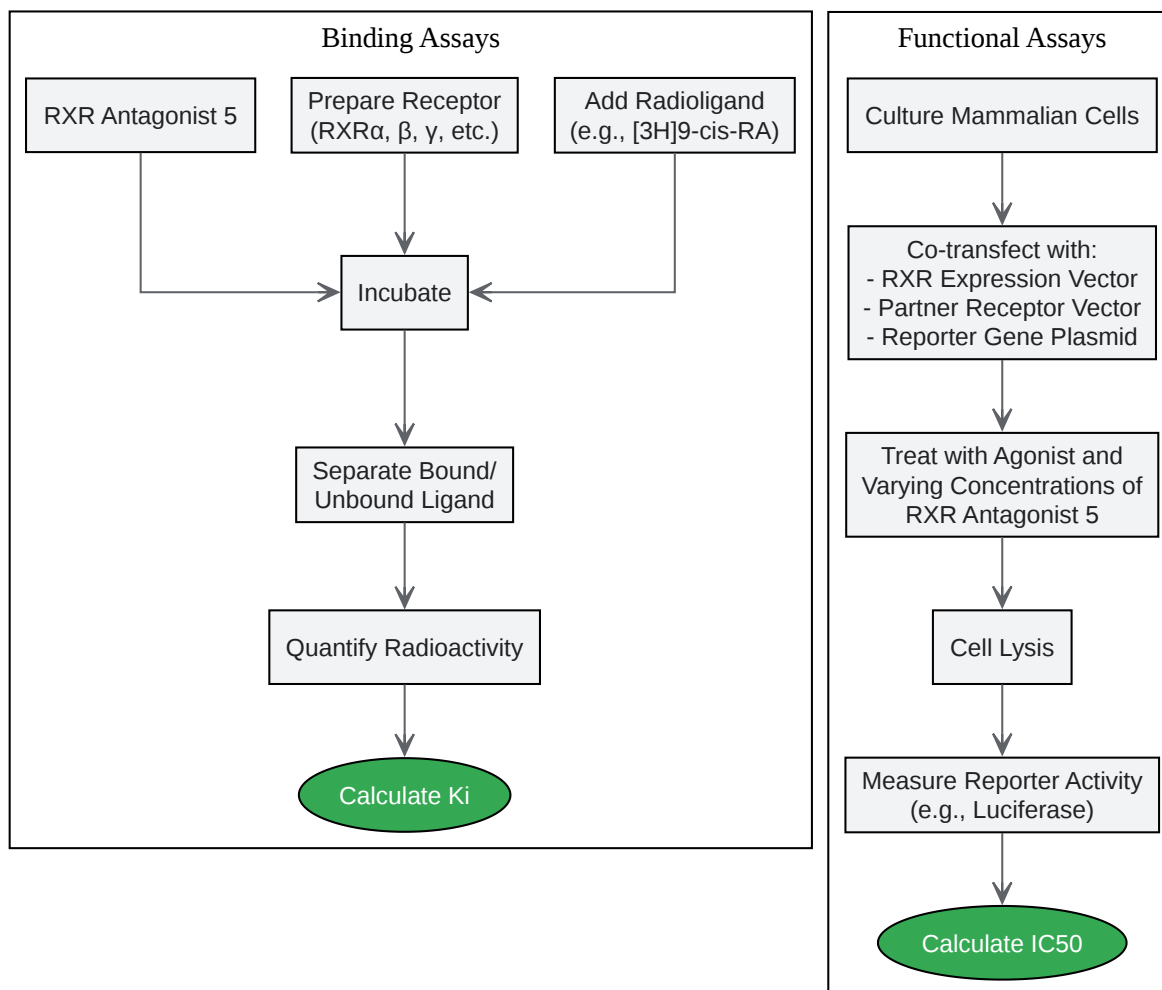 Binding Assays
RXR Antagonist 5
Prepare Receptor
(RXRα, β, γ, etc.)
Add Radioligand
(e.g., [3H]9-cis-RA)
Incubate
Separate Bound/
Unbound Ligand
Quantify Radioactivity
Calculate Ki
Functional Assays
Culture Mammalian Cells
Co-transfect with:
- RXR Expression Vector
- Partner Receptor Vector
- Reporter Gene Plasmid
Treat with Agonist and
Varying Concentrations of
RXR Antagonist 5
Cell Lysis
Measure Reporter Activity
(e.g., Luciferase)
Calculate IC50